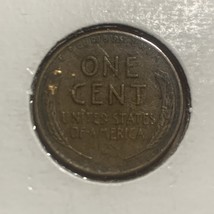 ONE
CENT
UNITED STATES
OF AMERICA